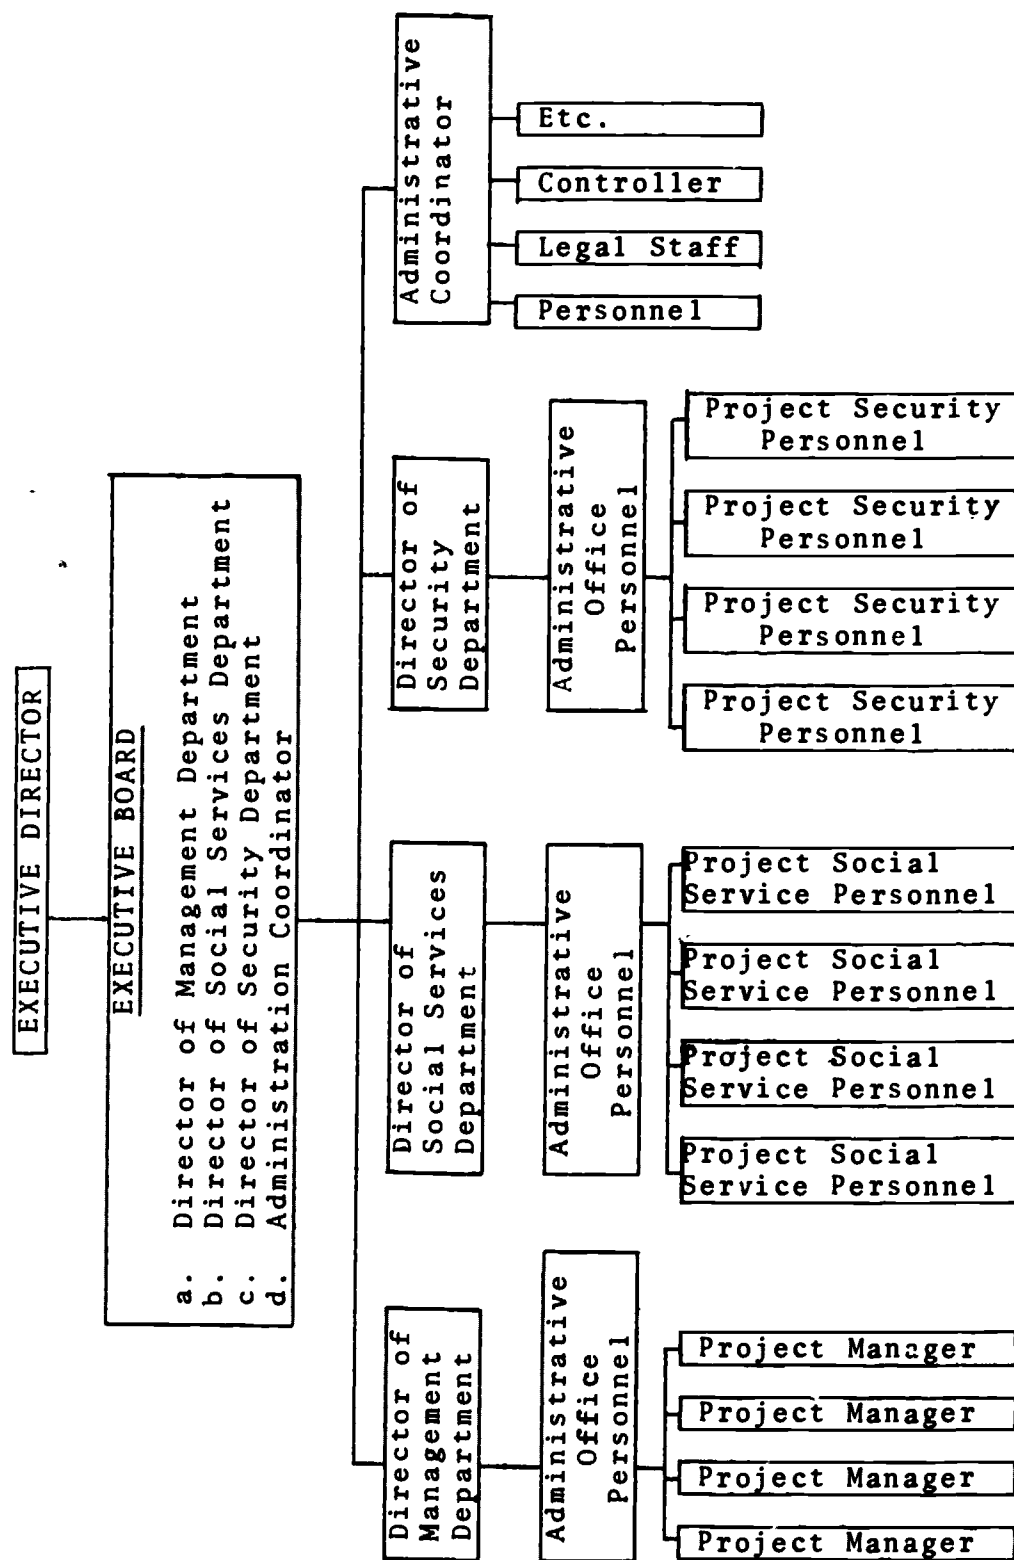 EXECUTIVE DIRECTOR
EXECUTIVE BOARD
a. Director of Management Department
b. Director of Social Services Department
c. Director of Security Department
d. Administration Coordinator
Director of
Management
Department
Administrative
Office
Personnel
Project Manager
Project Manager
Project Manager
Project Manager
Director of
Social Services
Department
Administrative
Office
Personnel
Project Social
Service Personnel
Project Social
Service Personnel
Project Social
Service Personnel
Project Social
Service Personnel
Director of
Security
Department
Administrative
Office
Personnel
Project Security
Personnel
Project Security
Personnel
Project Security
Personnel
Project Security
Personnel
Administrative
Coordinator
Personnel
Legal Staff
Controller
Etc.